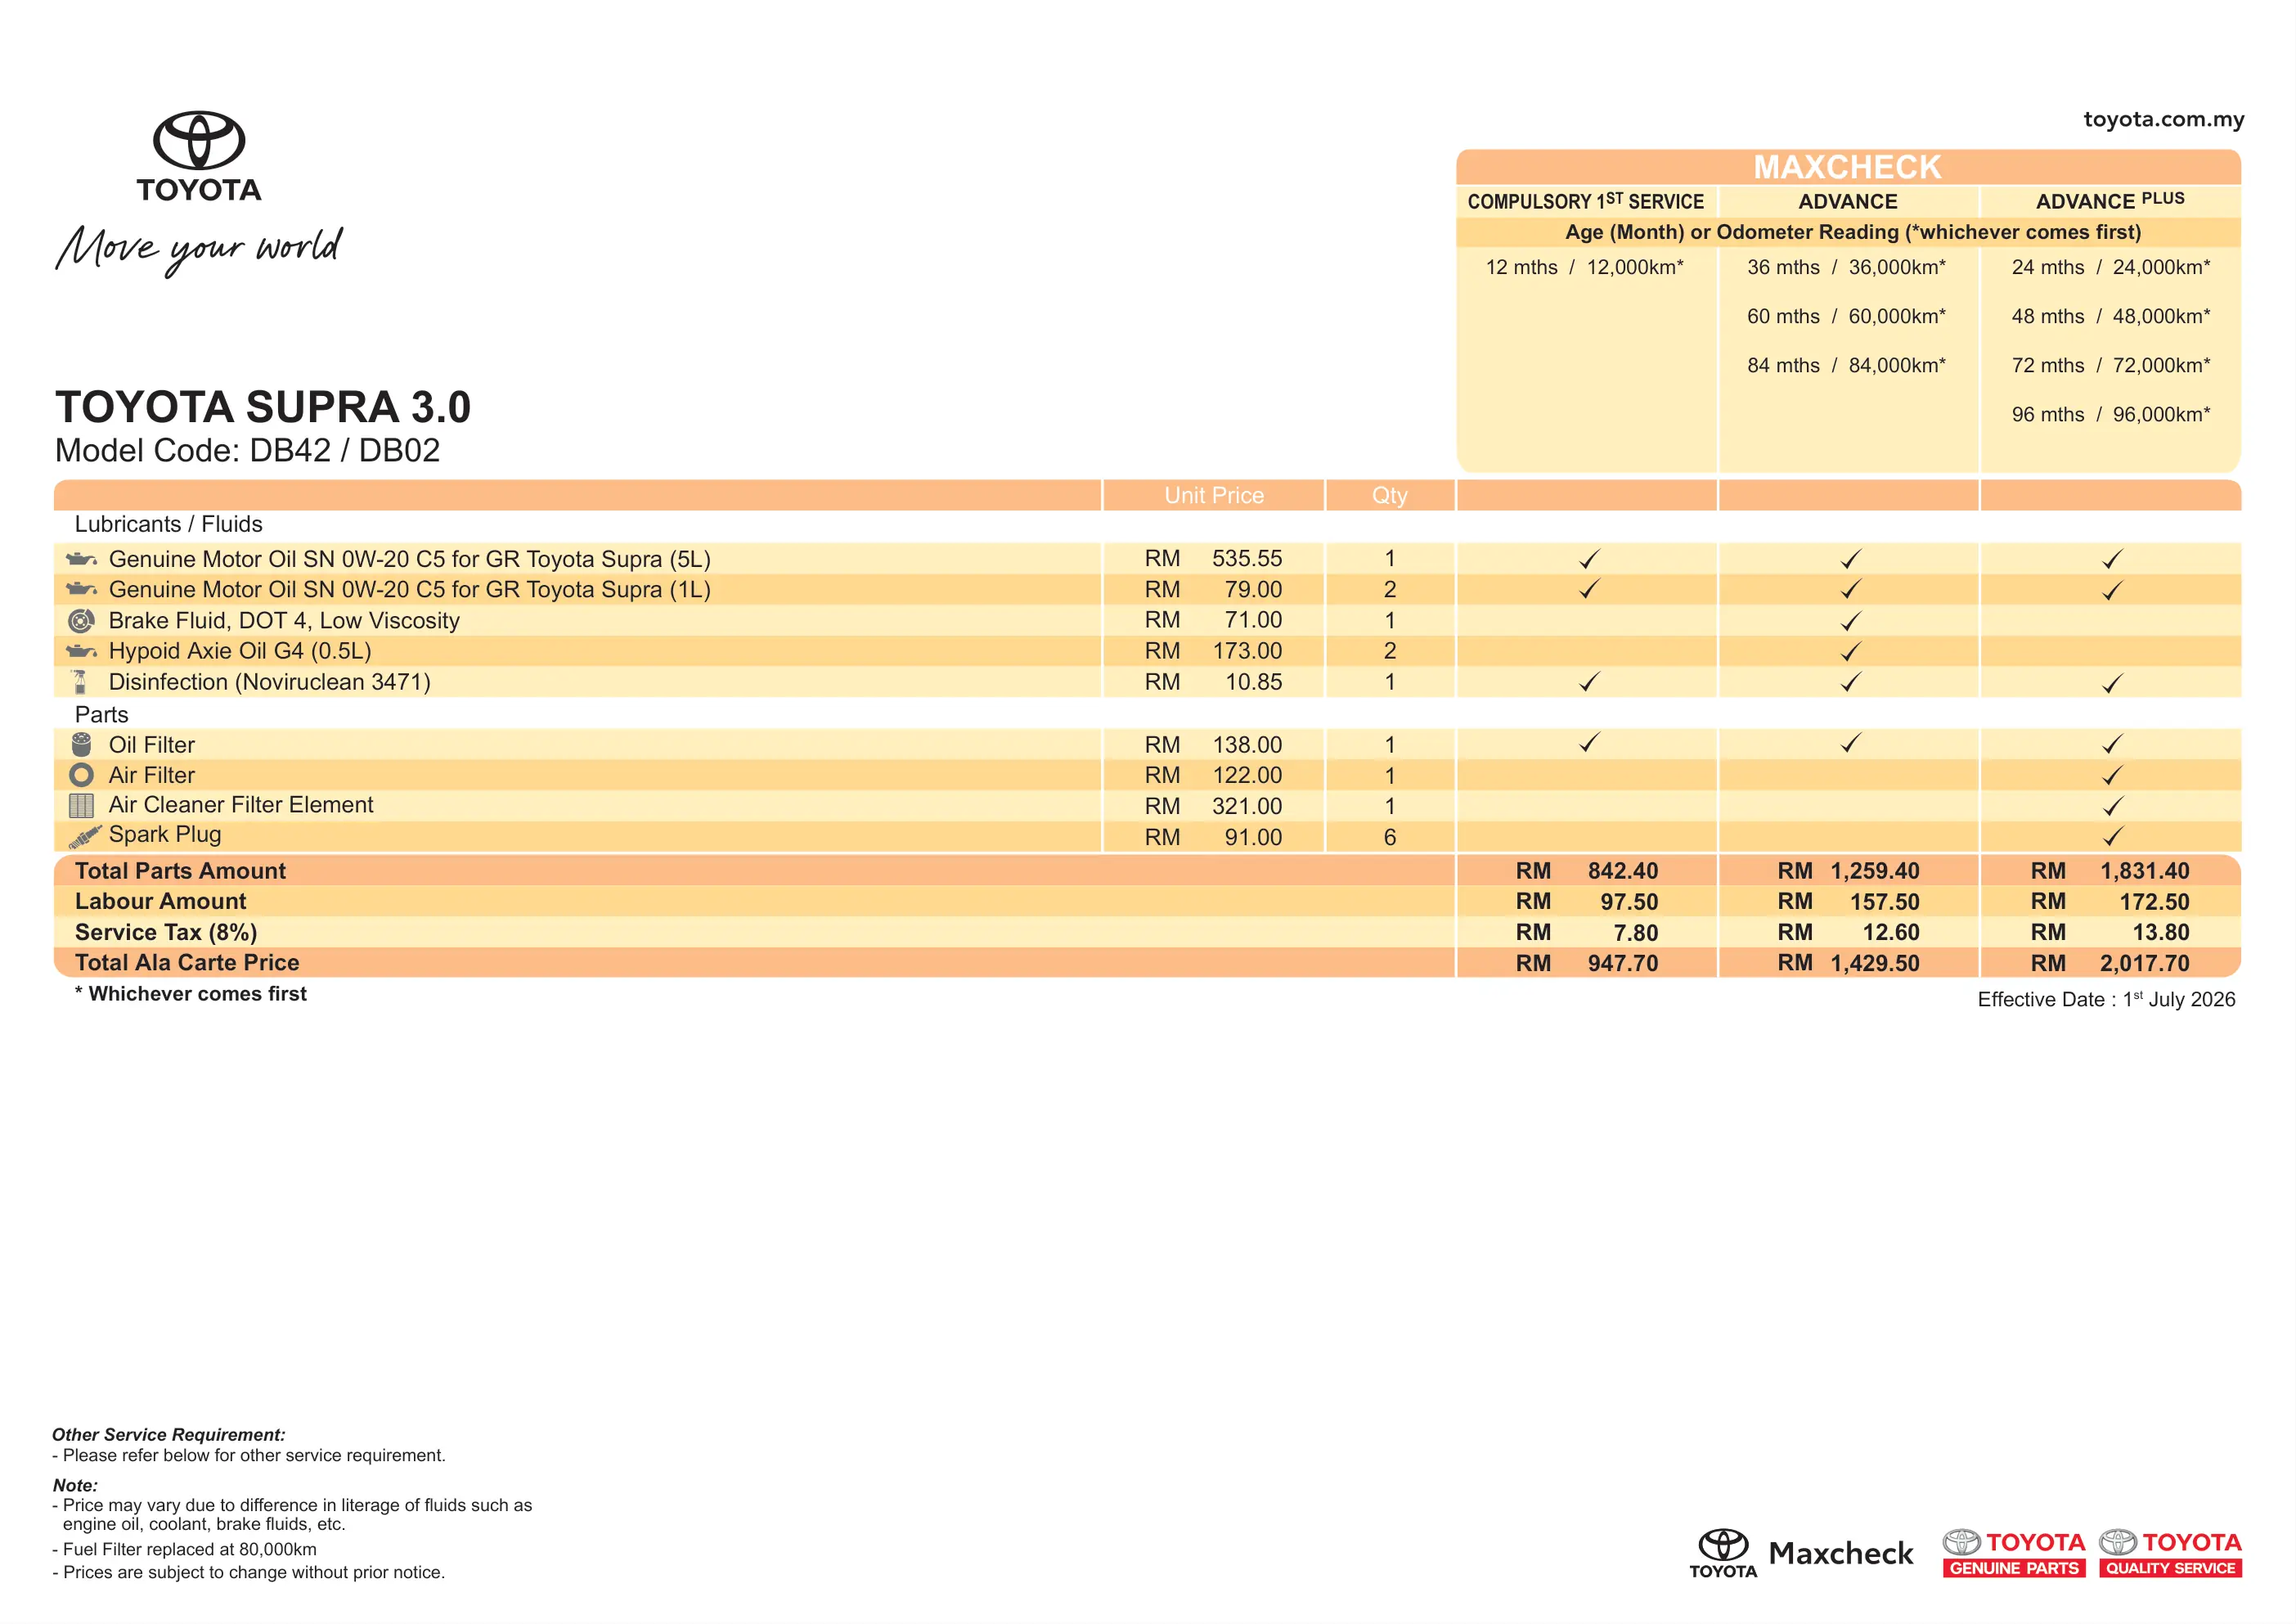 TOYOTA
Move your world
toyota.com.my
MAXCHECK
COMPULSORY 1ST SERVICE ADVANCE ADVANCE PLUS
Age (Month) or Odometer Reading (*whichever comes first)
12 mths / 12,000km* 36 mths / 36,000km* 24 mths / 24,000km*
60 mths / 60,000km* 48 mths / 48,000km*
84 mths / 84,000km* 72 mths / 72,000km*
96 mths / 96,000km*
TOYOTA SUPRA 3.0
Model Code: DB42 / DB02
Unit Price Qty
Lubricants / Fluids
Genuine Motor Oil SN 0W-20 C5 for GR Toyota Supra (5L) RM 535.55 1 ✓ ✓ ✓
Genuine Motor Oil SN 0W-20 C5 for GR Toyota Supra (1L) RM 79.00 2 ✓ ✓ ✓
Brake Fluid, DOT 4, Low Viscosity RM 71.00 1 ✓
Hypoid Axie Oil G4 (0.5L) RM 173.00 2 ✓
Disinfection (Noviruclean 3471) RM 10.85 1 ✓ ✓ ✓
Parts
Oil Filter RM 138.00 1 ✓ ✓ ✓
Air Filter RM 122.00 1 ✓
Air Cleaner Filter Element RM 321.00 1 ✓
Spark Plug RM 91.00 6 ✓
Total Parts Amount RM 842.40 RM 1,259.40 RM 1,831.40
Labour Amount RM 97.50 RM 157.50 RM 172.50
Service Tax (8%) RM 7.80 RM 12.60 RM 13.80
Total Ala Carte Price RM 947.70 RM 1,429.50 RM 2,017.70
* Whichever comes first
Effective Date : 1st July 2026
Other Service Requirement:
- Please refer below for other service requirement.
Note:
- Price may vary due to difference in literage of fluids such as
engine oil, coolant, brake fluids, etc.
- Fuel Filter replaced at 80,000km
- Prices are subject to change without prior notice.
TOYOTA Maxcheck
TOYOTA
GENUINE PARTS
TOYOTA
QUALITY SERVICE